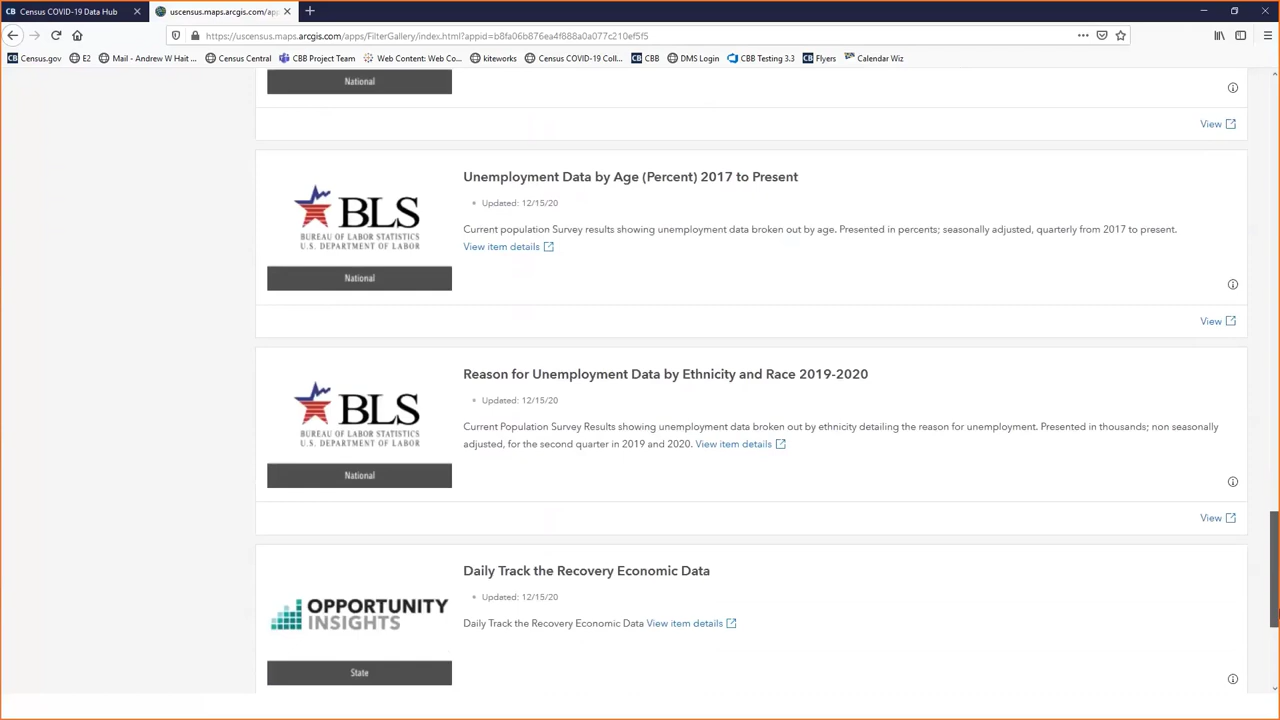 Census COVID-19 Data Hub
uscensus.maps.arcgis.com/app
https://uscensus.maps.arcgis.com/apps/FilterGallery/index.html?appid=b8fa06b876ea4f888a0a077c210ef5f5
Census.gov E2 Mail - Andrew W Hait ... Census Central CBB Project Team Web Content: Web Co... kiteworks Census COVID-19 Coll... CBB DMS Login CBB Testing 3.3 Flyers Calendar Wiz
National
View
Unemployment Data by Age (Percent) 2017 to Present
Updated: 12/15/20
Current population Survey results showing unemployment data broken out by age. Presented in percents; seasonally adjusted, quarterly from 2017 to present.
View item details
BLS
BUREAU OF LABOR STATISTICS
U.S. DEPARTMENT OF LABOR
National
View
Reason for Unemployment Data by Ethnicity and Race 2019-2020
Updated: 12/15/20
Current Population Survey Results showing unemployment data broken out by ethnicity detailing the reason for unemployment. Presented in thousands; non seasonally
adjusted, for the second quarter in 2019 and 2020. View item details
BLS
BUREAU OF LABOR STATISTICS
U.S. DEPARTMENT OF LABOR
National
View
Daily Track the Recovery Economic Data
Updated: 12/15/20
Daily Track the Recovery Economic Data View item details
OPPORTUNITY
INSIGHTS
State